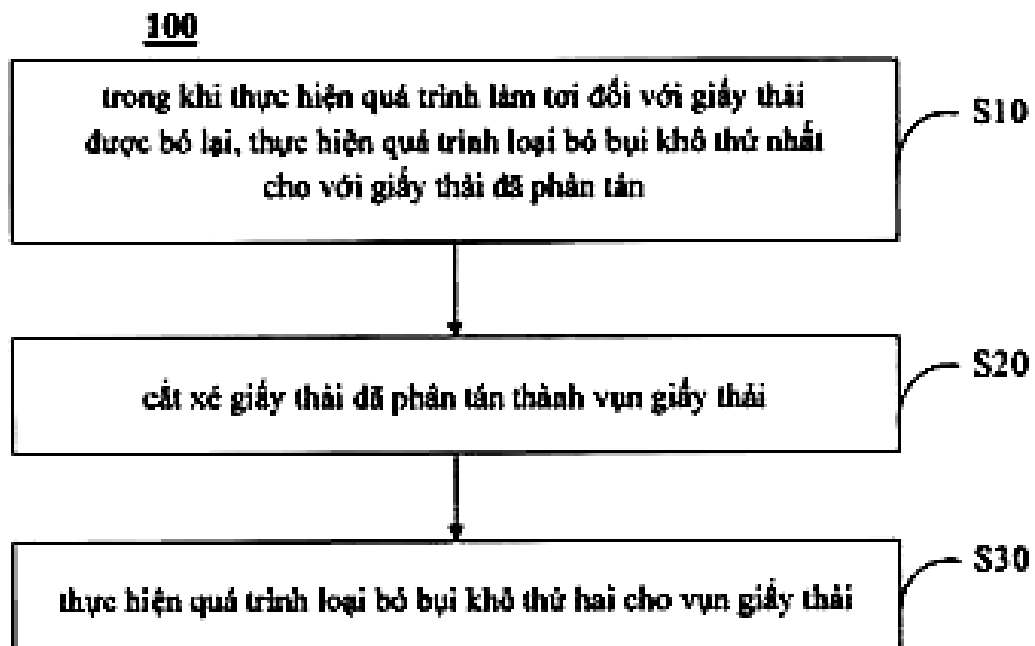 100
trong khi thực hiện quá trình làm tơi đối với giấy thải
được bó lại, thực hiện quá trình loại bỏ bụi khô thứ nhất
cho với giấy thải đã phân tán
S10
cắt xé giấy thải đã phân tán thành vụn giấy thải
S20
thực hiện quá trình loại bỏ bụi khô thứ hai cho vụn giấy thải
S30